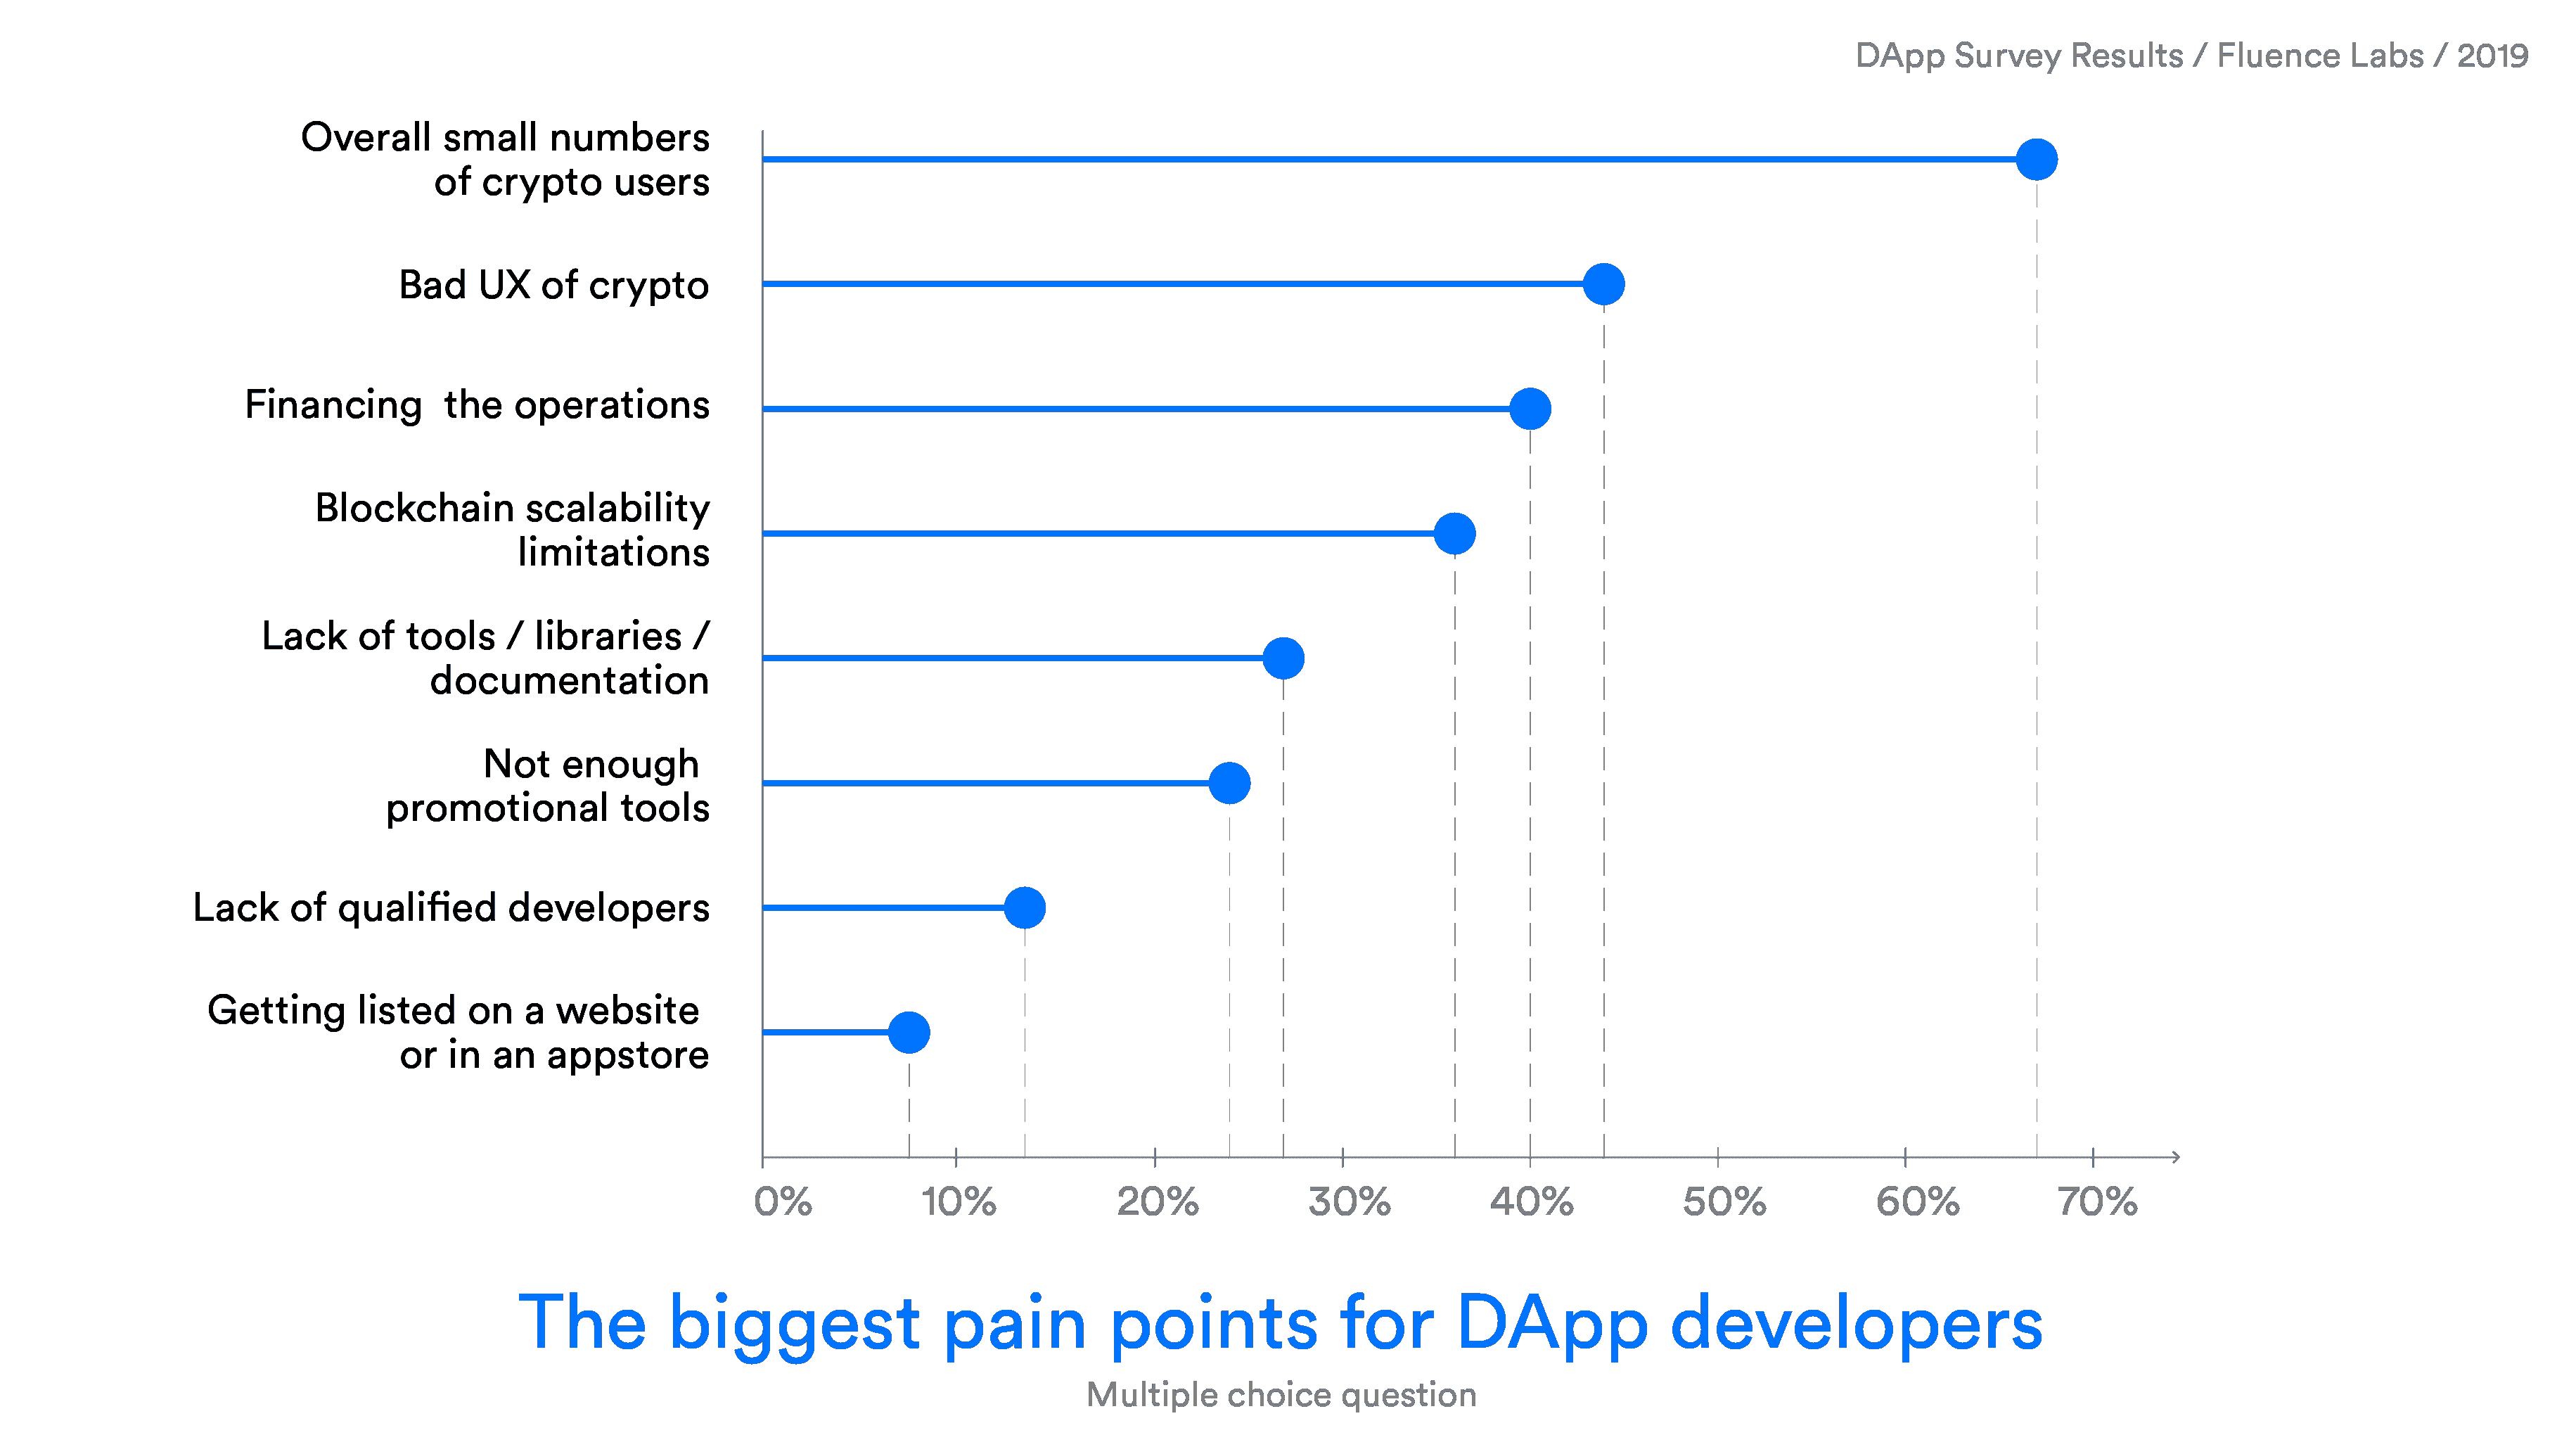 DApp Survey Results / Fluence Labs / 2019
Overall small numbers
of crypto users
Bad UX of crypto
Financing the operations
Blockchain scalability
limitations
Lack of tools / libraries /
documentation
Not enough
promotional tools
Lack of qualified developers
Getting listed on a website
or in an appstore
0% 10% 20% 30% 40% 50% 60% 70%
The biggest pain points for DApp developers
Multiple choice question